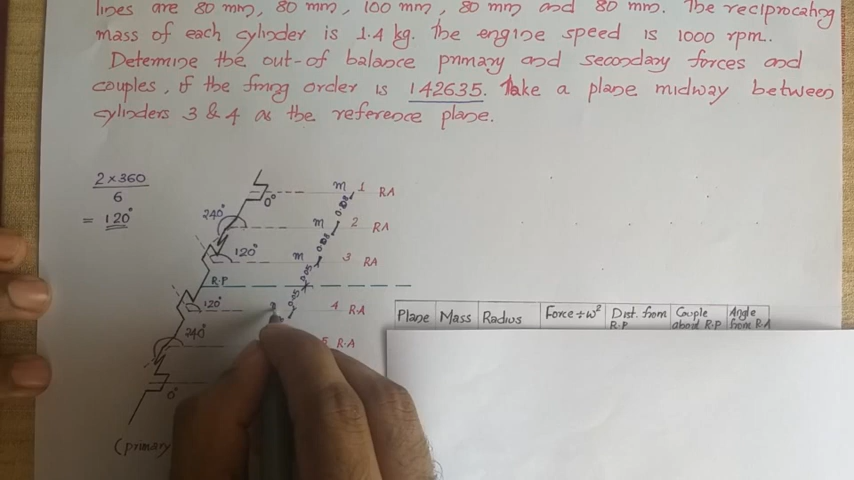 lines are 80 mm, 80 mm, 100 mm, 80 mm and 80 mm. The reciprocating
mass of each cylinder is 1.4 kg. The engine speed is 1000 rpm.
Determine the out-of balance primary and secondary forces and
couples, if the firing order is 142635. Take a plane midway between
cylinders 3 & 4 as the reference plane.
2 x 360
6
= 120°
0°
m
1 RA
240°
m
2 RA
120°
m
3 RA
R.P
120°
4 RA
240°
R.A
0°
(primary
Plane Mass Radius Force ÷ ω² Dist. from R.P Couple about R.P Angle from R.A